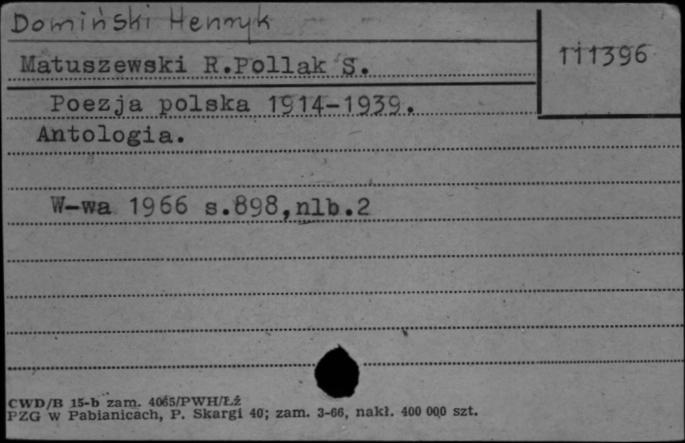 Domiński Henryk
111396
Matuszewski R.Pollak S.
Poezja polska 1914-1939.
Antologia.
W-wa 1966 s.898,nlb.2
CWD/B 15-b zam. 4065/PWH/Łź
PZG w Pabianicach, P. Skargi 40; zam. 3-66, nakł. 400 000 szt.